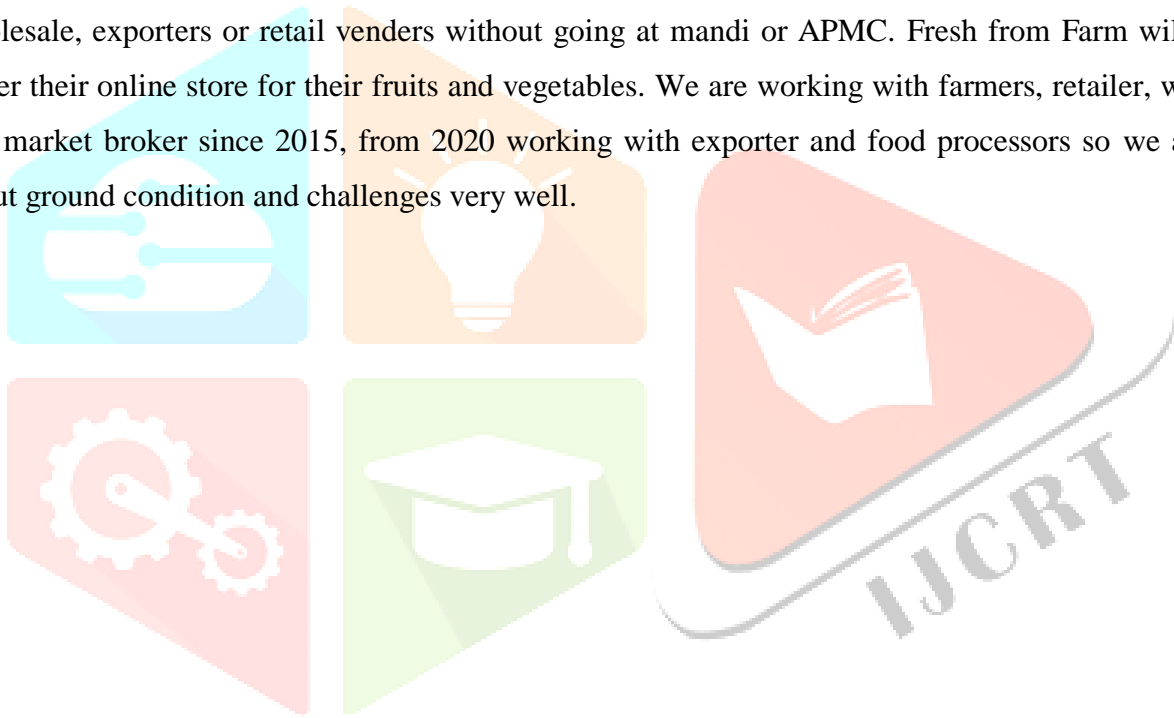 olesale, exporters or retail venders without going at mandi or APMC. Fresh from Farm wil
er their online store for their fruits and vegetables. We are working with farmers, retailer, w
market broker since 2015, from 2020 working with exporter and food processors so we a
ut ground condition and challenges very well.
IJCRT